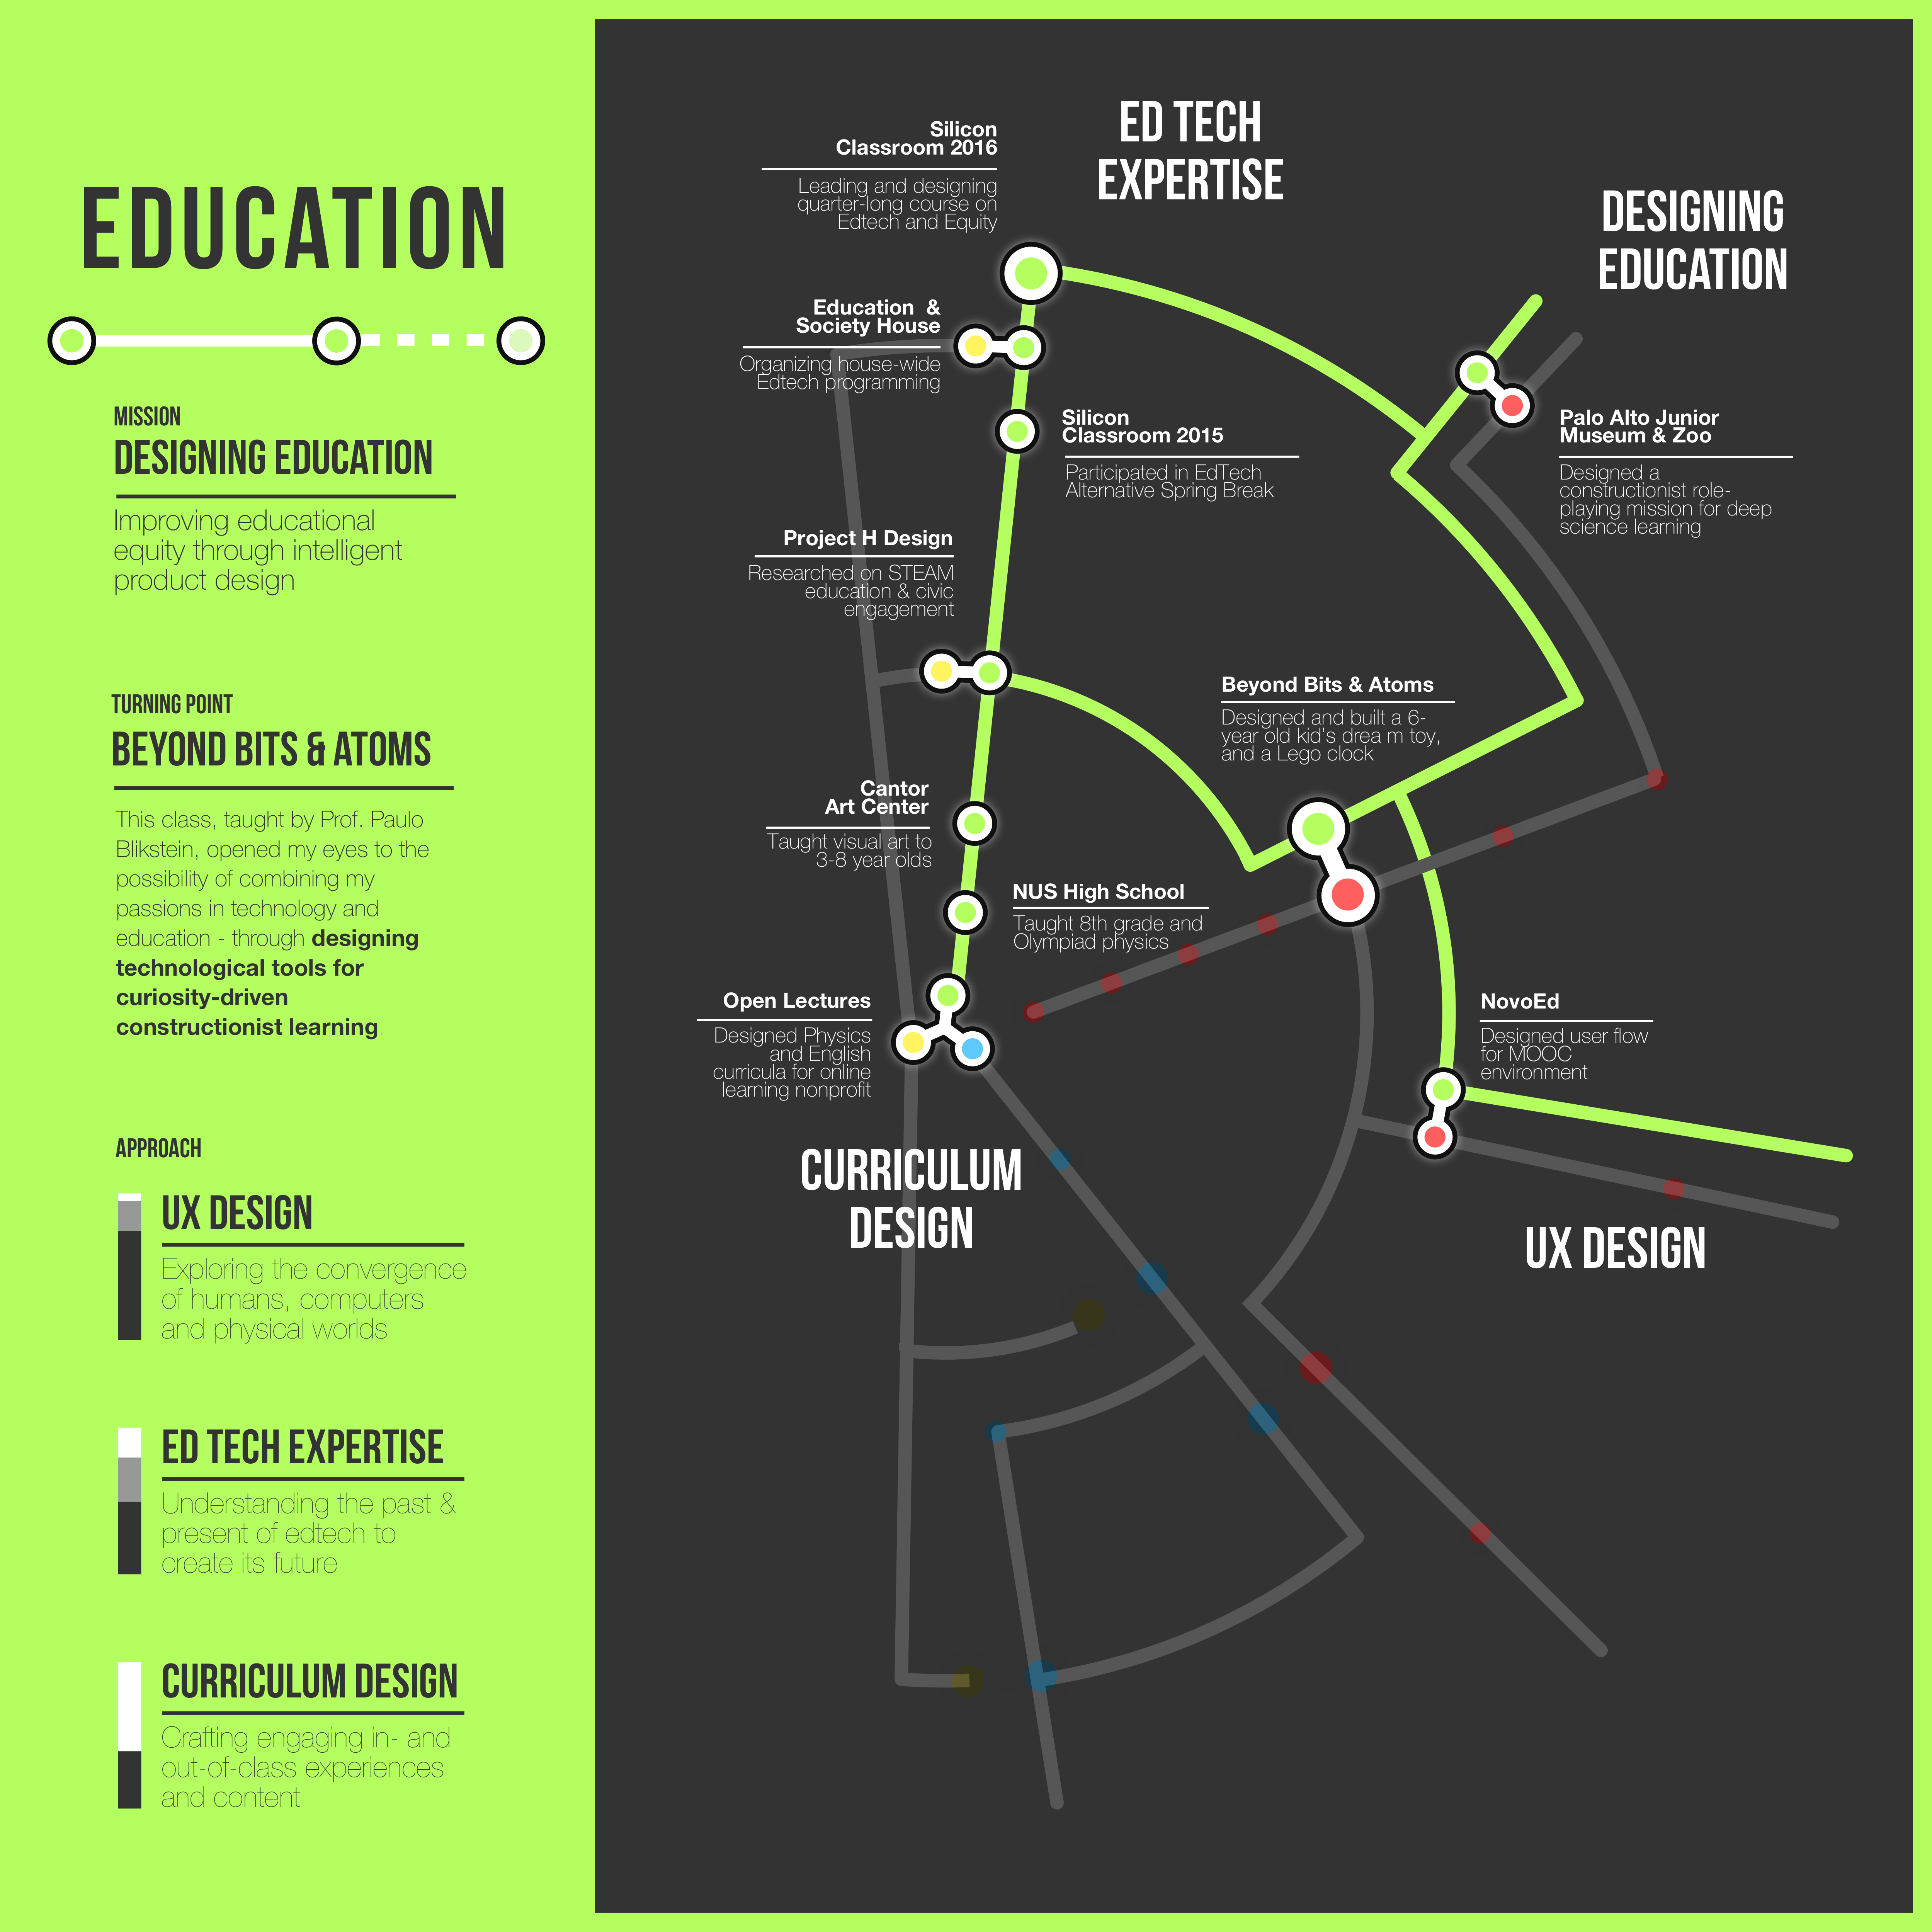 EDUCATION
MISSION
DESIGNING EDUCATION
Improving educational
equity through intelligent
product design
TURNING POINT
BEYOND BITS & ATOMS
This class, taught by Prof. Paulo
Blikstein, opened my eyes to the
possibility of combining my
passions in technology and
education - through designing
technological tools for
curiosity-driven
constructionist learning.
APPROACH
UX DESIGN
Exploring the convergence
of humans, computers
and physical worlds
ED TECH EXPERTISE
Understanding the past &
present of edtech to
create its future
CURRICULUM DESIGN
Crafting engaging in- and
out-of-class experiences
and content
ED TECH
EXPERTISE
DESIGNING
EDUCATION
Silicon
Classroom 2016
Leading and designing
quarter-long course on
Edtech and Equity
Education &
Society House
Organizing house-wide
Edtech programming
Silicon
Classroom 2015
Participated in EdTech
Alternative Spring Break
Palo Alto Junior
Museum & Zoo
Designed a
constructionist role-
playing mission for deep
science learning
Project H Design
Researched on STEAM
education & civic
engagement
Beyond Bits & Atoms
Designed and built a 6-
year old kid's drea m toy,
and a Lego clock
Cantor
Art Center
Taught visual art to
3-8 year olds
NUS High School
Taught 8th grade and
Olympiad physics
Open Lectures
Designed Physics
and English
curricula for online
learning nonprofit
NovoEd
Designed user flow
for MOOC
environment
CURRICULUM
DESIGN
UX DESIGN